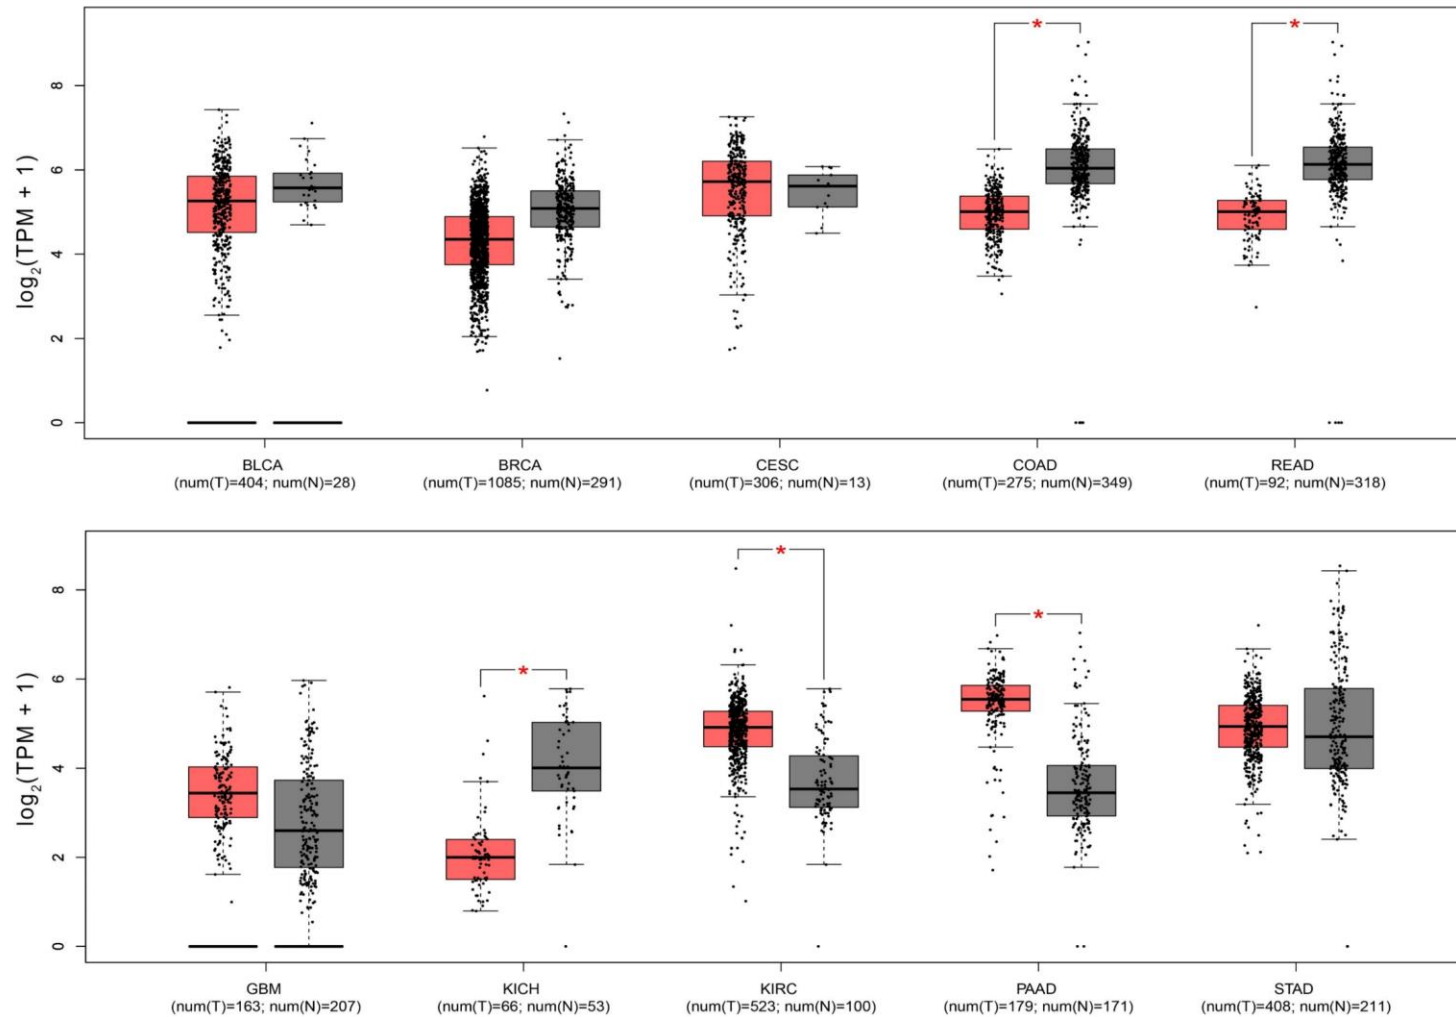 log2(TPM + 1)
8
6
4
2
0
* *
BLCA BRCA CESC COAD READ
(num(T)=404; num(N)=28) (num(T)=1085; num(N)=291) (num(T)=306; num(N)=13) (num(T)=275; num(N)=349) (num(T)=92; num(N)=318)
log2(TPM + 1)
8
6
4
2
0
* * *
GBM KICH KIRC PAAD STAD
(num(T)=163; num(N)=207) (num(T)=66; num(N)=53) (num(T)=523; num(N)=100) (num(T)=179; num(N)=171) (num(T)=408; num(N)=211)